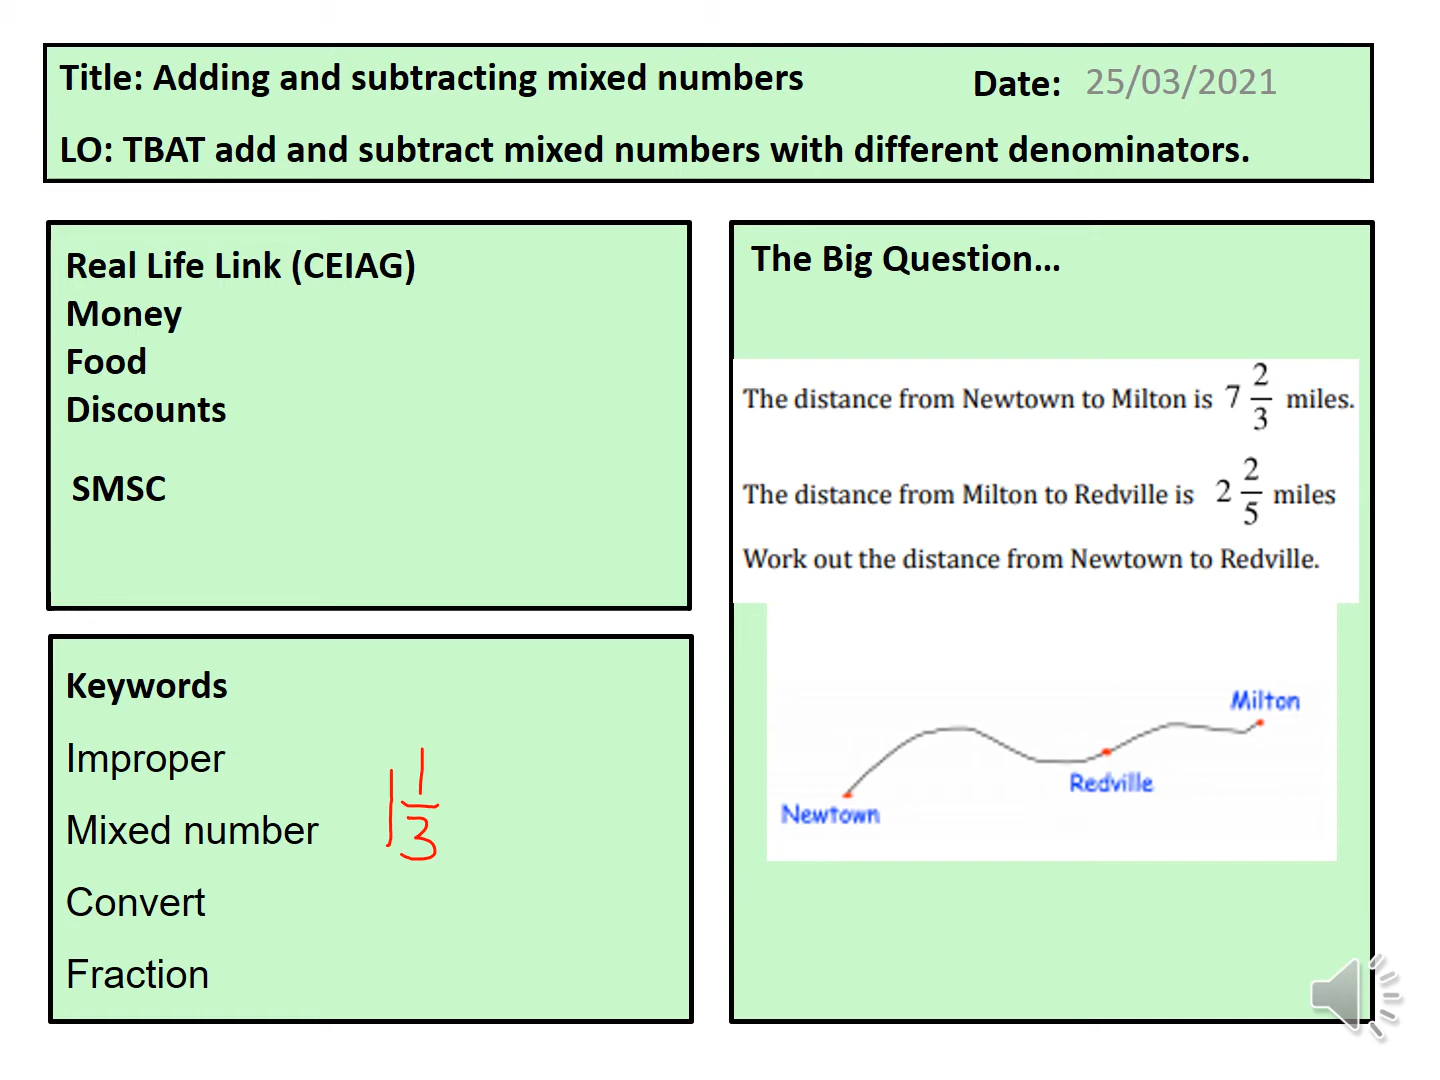 Title: Adding and subtracting mixed numbers Date: 25/03/2021
LO: TBAT add and subtract mixed numbers with different denominators.
Real Life Link (CEIAG)
Money
Food
Discounts
SMSC
Keywords
Improper
Mixed number 1 1/3
Convert
Fraction
The Big Question...
The distance from Newtown to Milton is 7 2/3 miles.
The distance from Milton to Redville is 2 2/5 miles
Work out the distance from Newtown to Redville.
Milton
Redville
Newtown